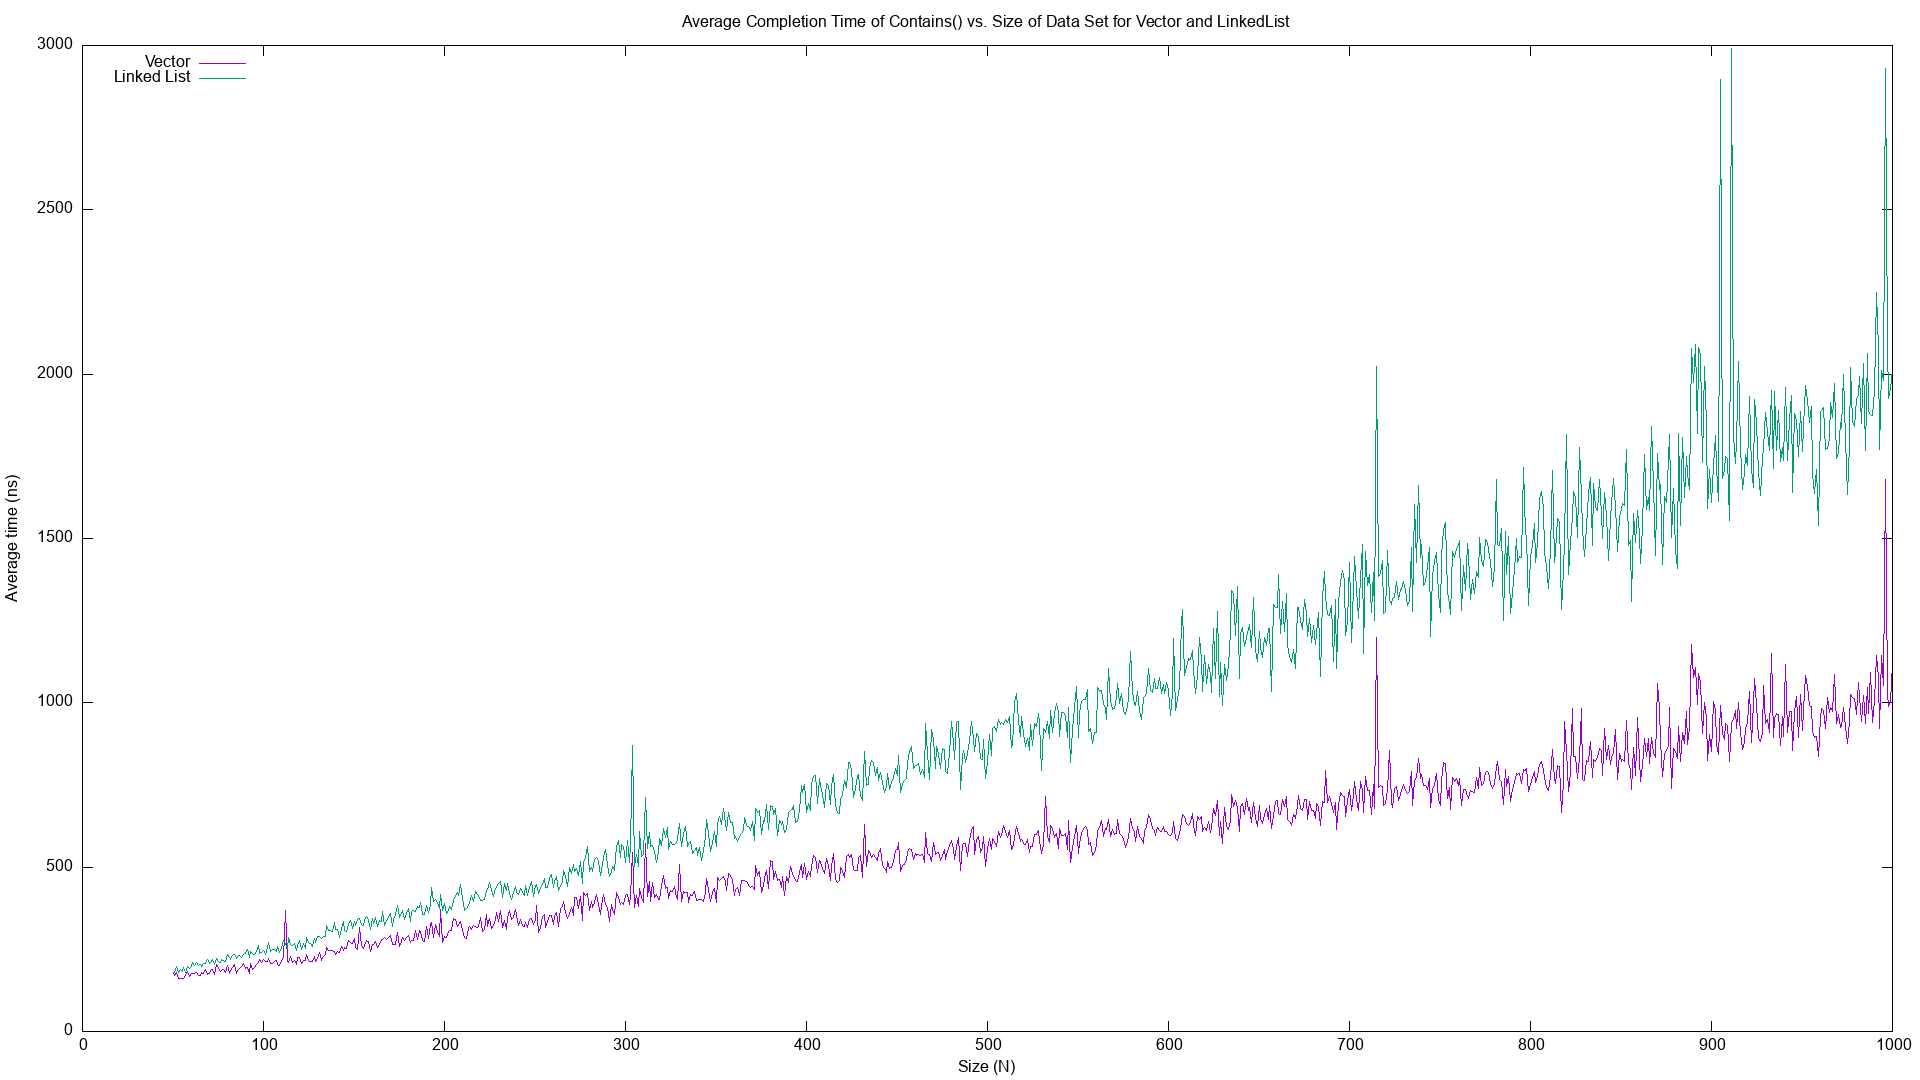 Average Completion Time of Contains() vs. Size of Data Set for Vector and LinkedList
3000
Vector
Linked List
2500
2000
1500
Average time (ns)
1000
500
0
0 100 200 300 400 500 600 700 800 900 1000
Size (N)